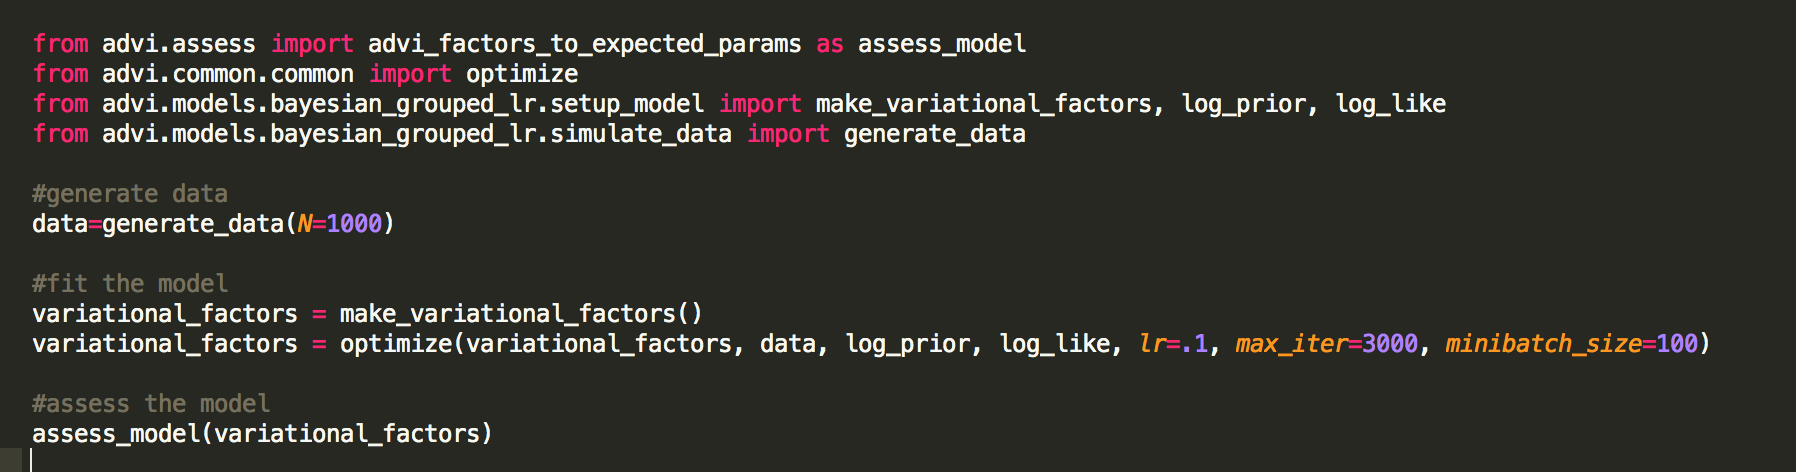 from advi.assess import advi_factors_to_expected_params as assess_model
from advi.common.common import optimize
from advi.models.bayesian_grouped_lr.setup_model import make_variational_factors, log_prior, log_like
from advi.models.bayesian_grouped_lr.simulate_data import generate_data
#generate data
data=generate_data(N=1000)
#fit the model
variational_factors = make_variational_factors()
variational_factors = optimize(variational_factors, data, log_prior, log_like, lr=.1, max_iter=3000, minibatch_size=100)
#assess the model
assess_model(variational_factors)